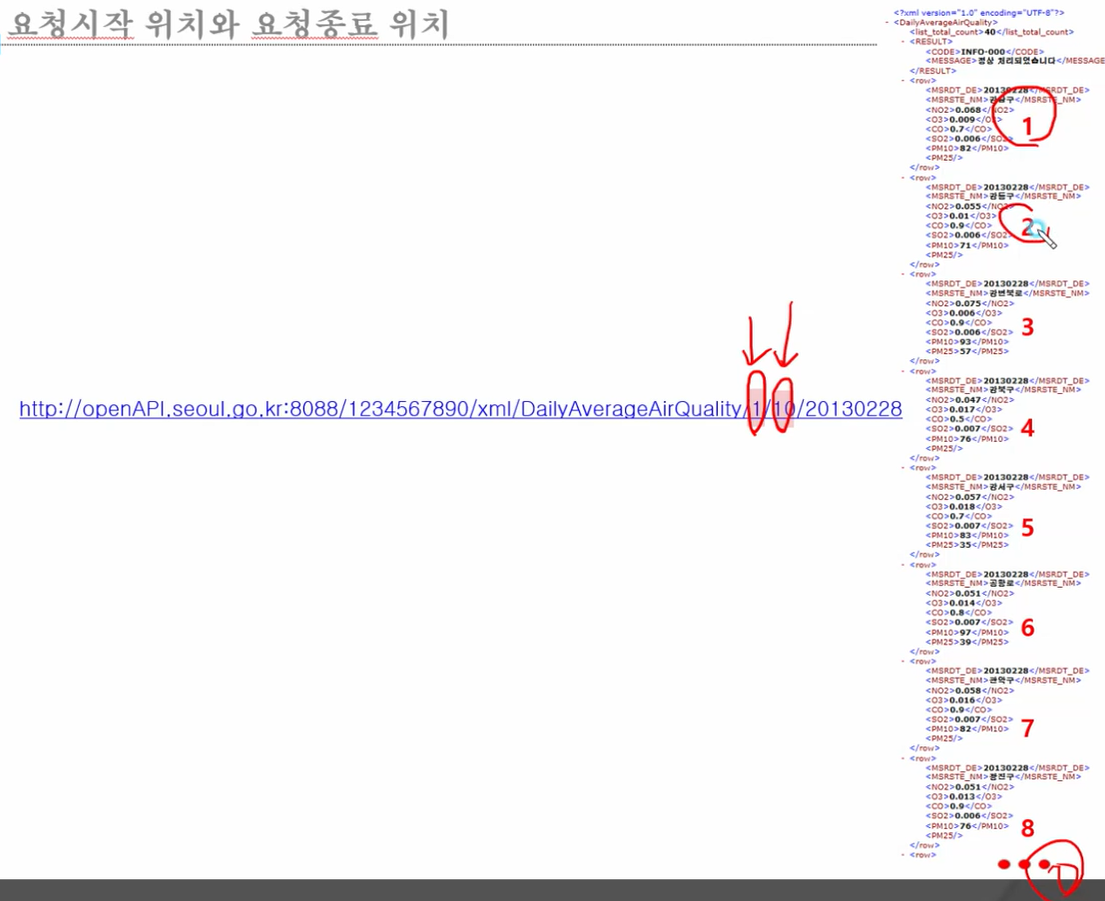 요청시작 위치와 요청종료 위치
http://openAPI.seoul.go.kr:8088/1234567890/xml/DailyAverageAirQuality/1/10/20130228
<?xml version="1.0" encoding="UTF-8"?>
- <DailyAverageAirQuality>
<list_total_count>40</list_total_count>
- <RESULT>
<CODE>INFO-000</CODE>
<MESSAGE>정상 처리되었습니다</MESSAGE
</RESULT>
- <row>
<MSRDT_DE>20130228</MSRDT_DE>
<MSRSTE_NM>강남구</MSRSTE_NM>
<NO2>0.068</NO2>
<O3>0.009</O3>
<CO>0.7</CO>
1
<SO2>0.006</SO2>
<PM10>82</PM10>
<PM25/>
</row>
- <row>
<MSRDT_DE>20130228</MSRDT_DE>
<MSRSTE_NM>강동구</MSRSTE_NM>
<NO2>0.055</NO2>
<O3>0.01</O3>
<CO>0.9</CO>
2
<SO2>0.006</SO2>
<PM10>71</PM10>
<PM25/>
</row>
- <row>
<MSRDT_DE>20130228</MSRDT_DE>
<MSRSTE_NM>강변북로</MSRSTE_NM>
<NO2>0.075</NO2>
<O3>0.006</O3>
<CO>0.9</CO>
3
<SO2>0.006</SO2>
<PM10>93</PM10>
<PM25>57</PM25>
</row>
- <row>
<MSRDT_DE>20130228</MSRDT_DE>
<MSRSTE_NM>강북구</MSRSTE_NM>
<NO2>0.047</NO2>
<O3>0.017</O3>
<CO>0.5</CO>
4
<SO2>0.007</SO2>
<PM10>76</PM10>
<PM25/>
</row>
- <row>
<MSRDT_DE>20130228</MSRDT_DE>
<MSRSTE_NM>강서구</MSRSTE_NM>
<NO2>0.057</NO2>
<O3>0.018</O3>
<CO>0.7</CO>
5
<SO2>0.007</SO2>
<PM10>83</PM10>
<PM25>35</PM25>
</row>
- <row>
<MSRDT_DE>20130228</MSRDT_DE>
<MSRSTE_NM>공항로</MSRSTE_NM>
<NO2>0.051</NO2>
<O3>0.014</O3>
<CO>0.8</CO>
6
<SO2>0.007</SO2>
<PM10>97</PM10>
<PM25>39</PM25>
</row>
- <row>
<MSRDT_DE>20130228</MSRDT_DE>
<MSRSTE_NM>관악구</MSRSTE_NM>
<NO2>0.058</NO2>
<O3>0.016</O3>
<CO>0.9</CO>
7
<SO2>0.007</SO2>
<PM10>82</PM10>
<PM25/>
</row>
- <row>
<MSRDT_DE>20130228</MSRDT_DE>
<MSRSTE_NM>광진구</MSRSTE_NM>
<NO2>0.051</NO2>
<O3>0.013</O3>
<CO>0.9</CO>
8
<SO2>0.006</SO2>
<PM10>76</PM10>
<PM25/>
</row>
- <row>